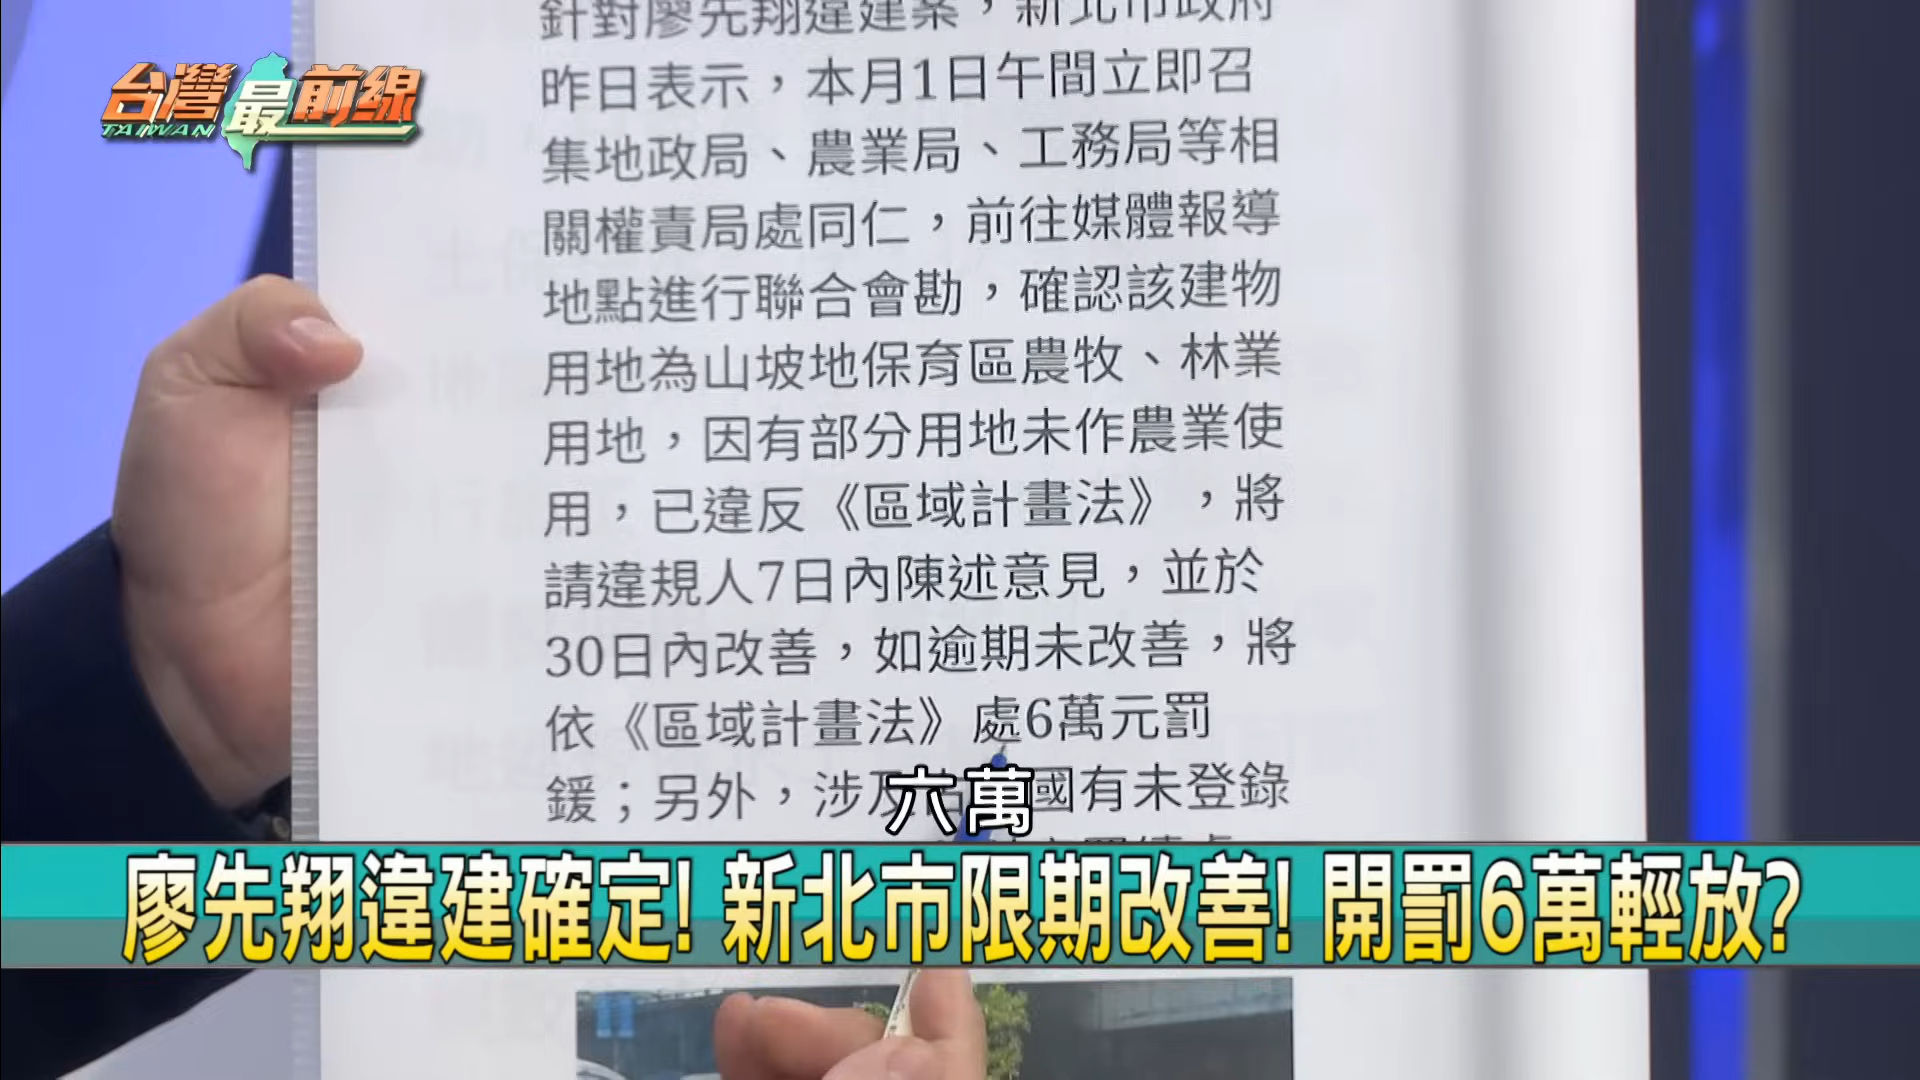 針對廖先翔違建案，新北市政府
昨日表示，本月1日午間立即召
集地政局、農業局、工務局等相
關權責局處同仁，前往媒體報導
地點進行聯合會勘，確認該建物
用地為山坡地保育區農牧、林業
用地，因有部分用地未作農業使
用，已違反《區域計畫法》，將
請違規人7日內陳述意見，並於
30日內改善，如逾期未改善，將
依《區域計畫法》處6萬元罰
鍰；另外，涉及 國有未登錄
台灣最前線
TAIWAN
六萬
廖先翔違建確定! 新北市限期改善! 開罰6萬輕放?